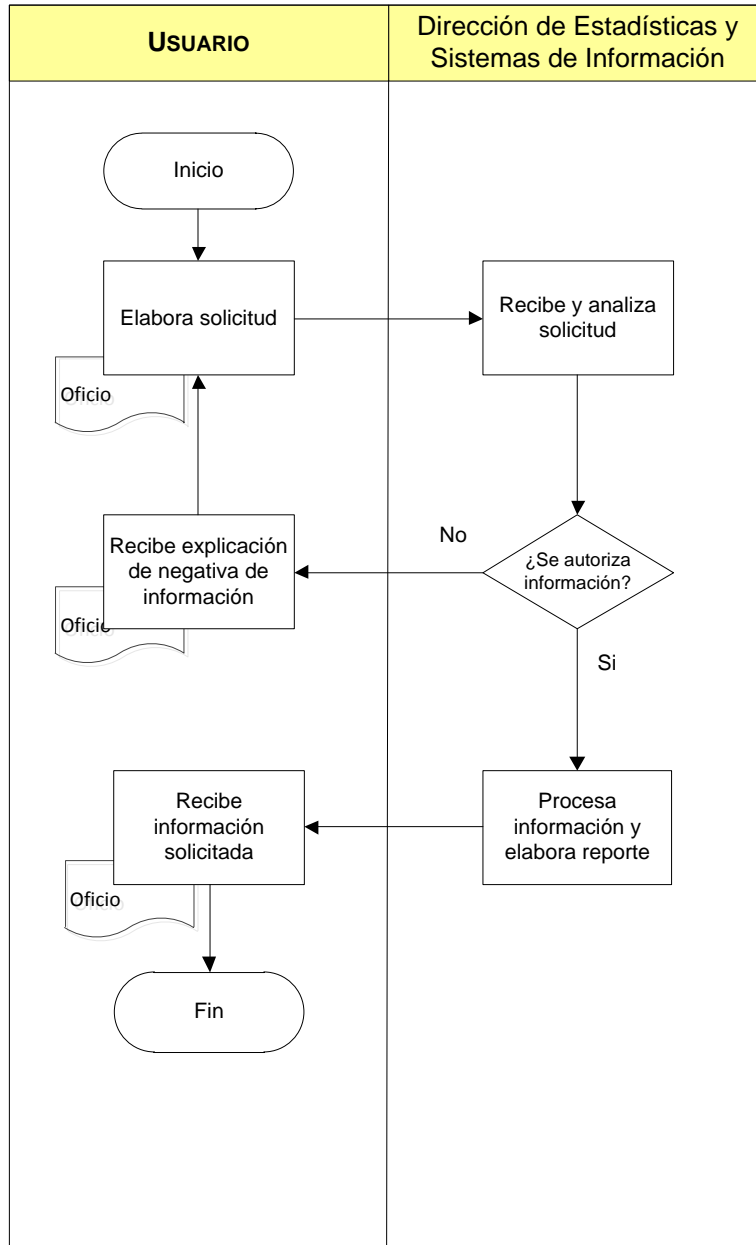 USUARIO
Dirección de Estadísticas y
Sistemas de Información
Inicio
Elabora solicitud
Oficio
Recibe y analiza
solicitud
¿Se autoriza
información?
No
Recibe explicación
de negativa de
información
Oficio
Si
Procesa
información y
elabora reporte
Recibe
información
solicitada
Oficio
Fin